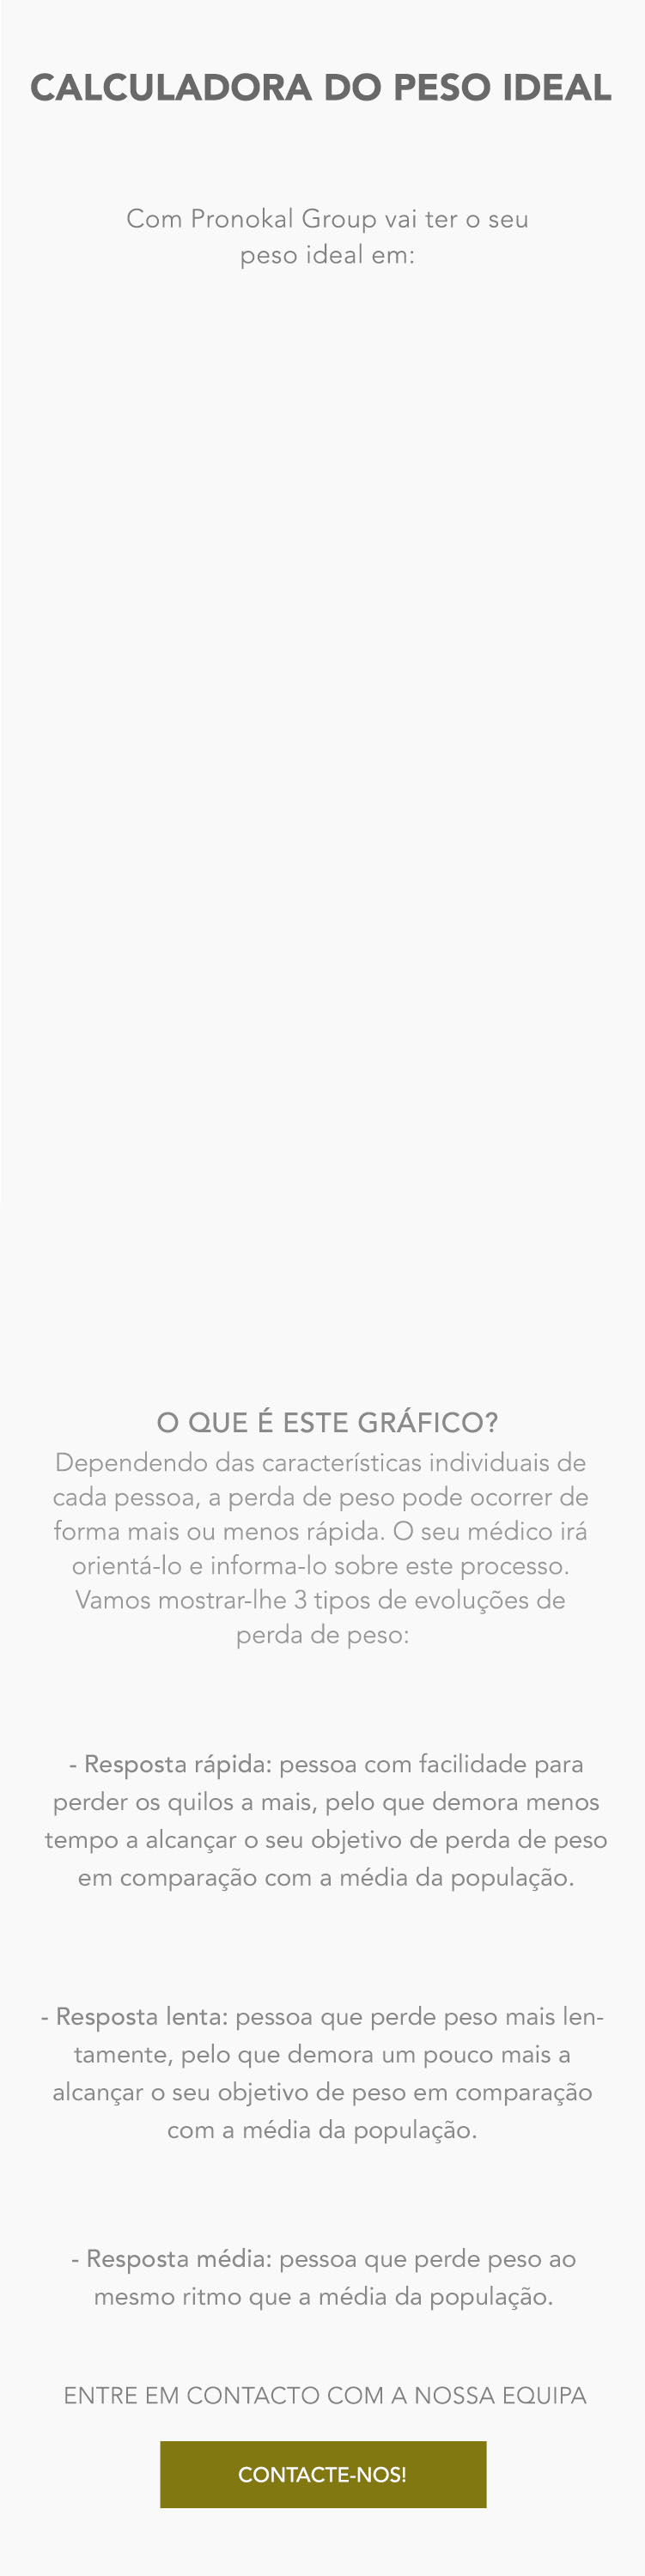 CALCULADORA DO PESO IDEAL
Com Pronokal Group vai ter o seu
peso ideal em:
O QUE É ESTE GRÁFICO?
Dependendo das características individuais de
cada pessoa, a perda de peso pode ocorrer de
forma mais ou menos rápida. O seu médico irá
orientá-lo e informa-lo sobre este processo.
Vamos mostrar-lhe 3 tipos de evoluções de
perda de peso:
- Resposta rápida: pessoa com facilidade para
perder os quilos a mais, pelo que demora menos
tempo a alcançar o seu objetivo de perda de peso
em comparação com a média da população.
- Resposta lenta: pessoa que perde peso mais len-
tamente, pelo que demora um pouco mais a
alcançar o seu objetivo de peso em comparação
com a média da população.
- Resposta média: pessoa que perde peso ao
mesmo ritmo que a média da população.
ENTRE EM CONTACTO COM A NOSSA EQUIPA
CONTACTE-NOS!